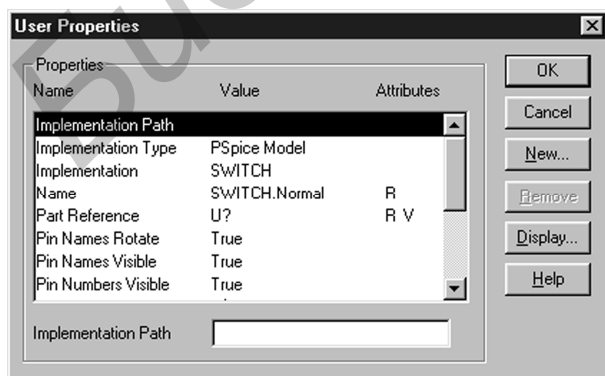 User Properties
Properties
Name Value Attributes
Implementation Path
Implementation Type PSpice Model
Implementation SWITCH
Name SWITCH.Normal R
Part Reference U? R V
Pin Names Rotate True
Pin Names Visible True
Pin Numbers Visible True
Implementation Path
OK
Cancel
New...
Remove
Display...
Help